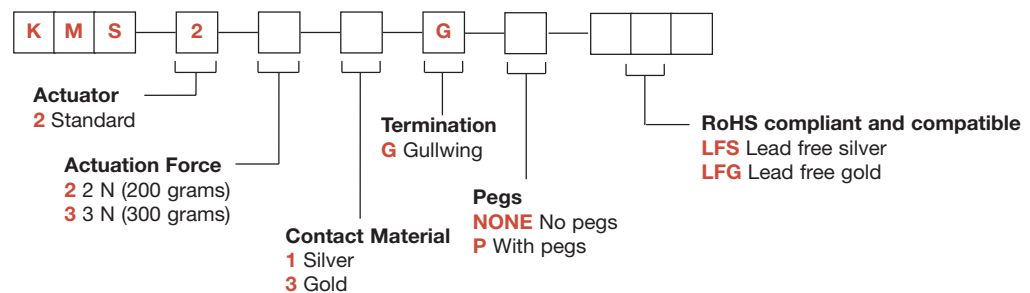 K M S 2 G
Actuator
2 Standard
Actuation Force
2 2 N (200 grams)
3 3 N (300 grams)
Contact Material
1 Silver
3 Gold
Termination
G Gullwing
Pegs
NONE No pegs
P With pegs
RoHS compliant and compatible
LFS Lead free silver
LFG Lead free gold